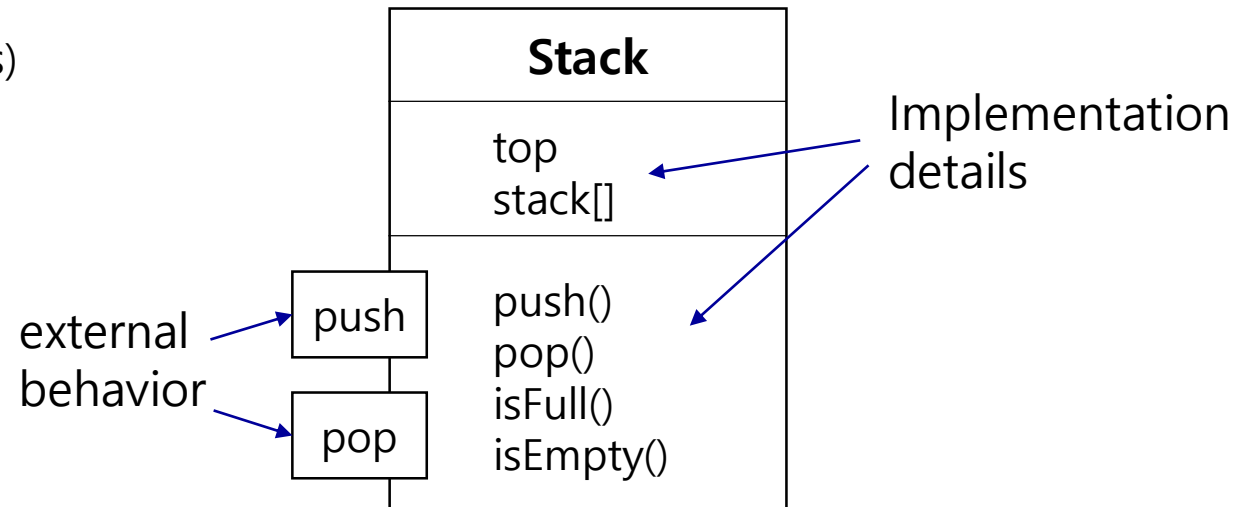 s)
Stack
top
stack[]
Implementation
details
push
pop
external
behavior
push()
pop()
isFull()
isEmpty()